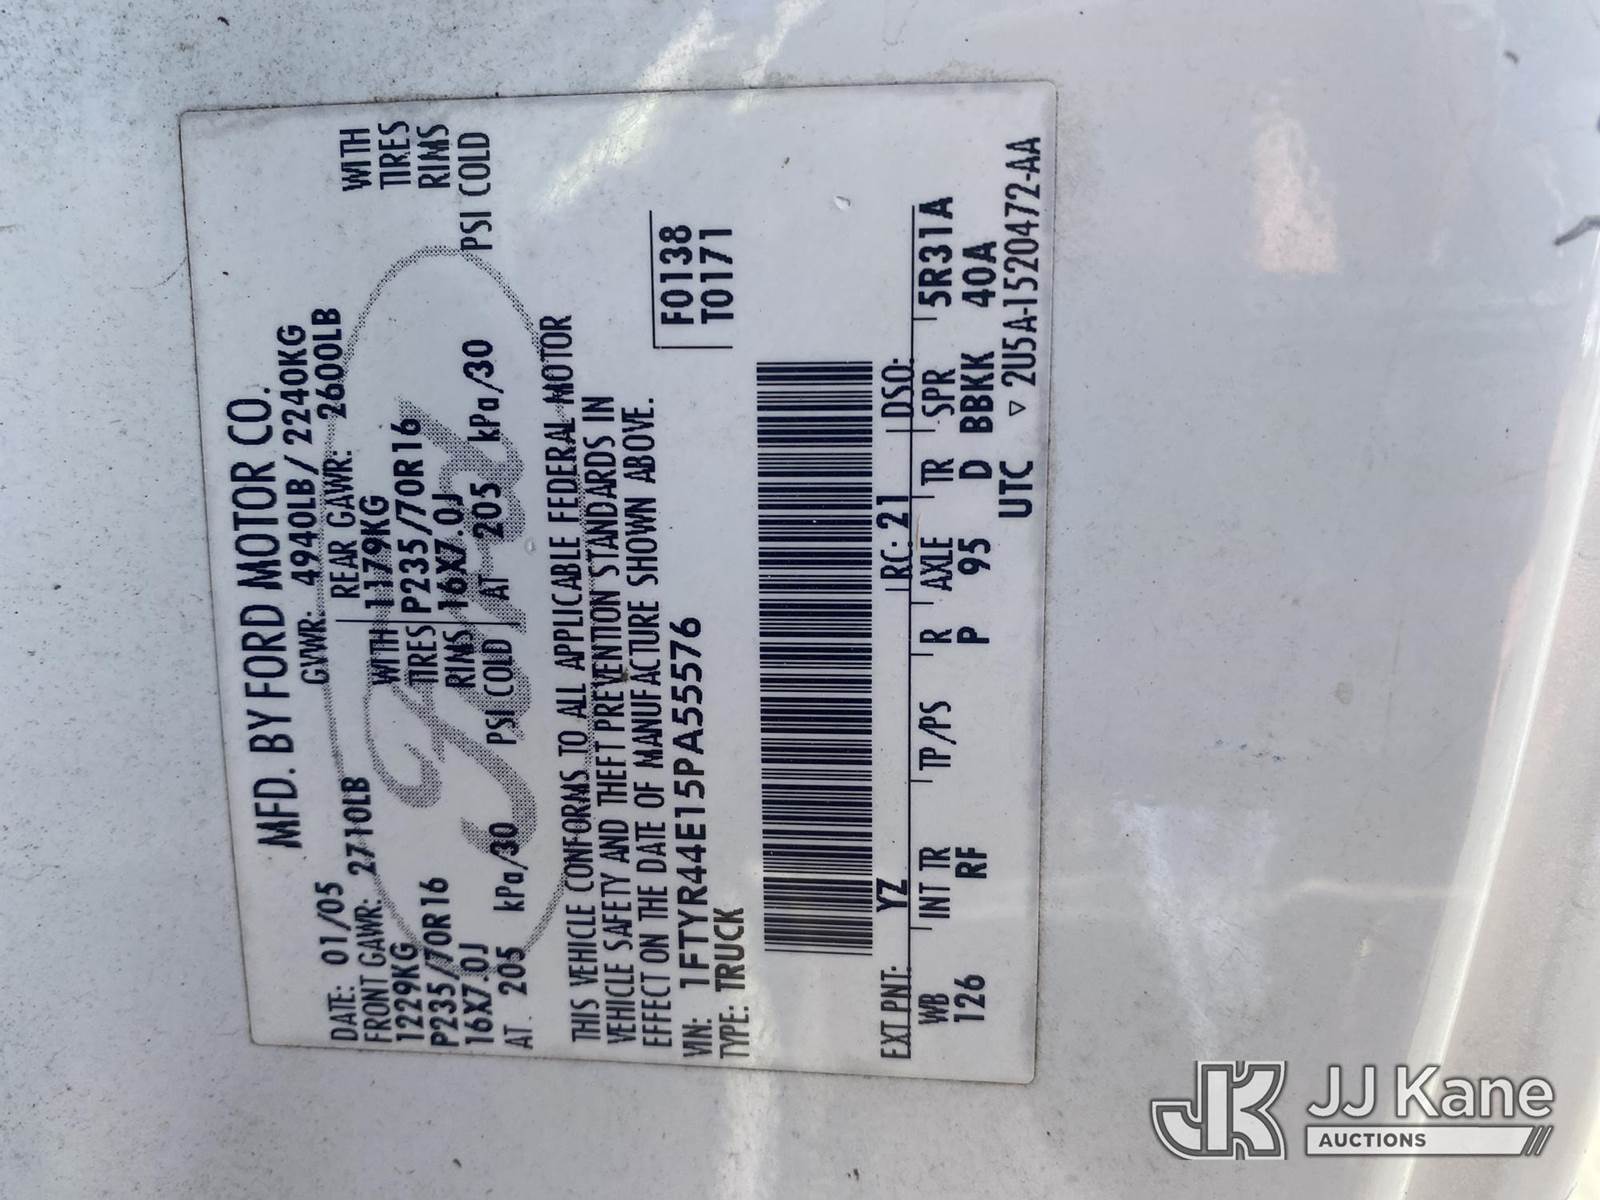 MFD. BY FORD MOTOR CO.
DATE: 01/05 GVWR: 4940LB/ 2240KG
FRONT GAWR: 2710LB REAR GAWR: 2600LB
1229KG WITH 1179KG WITH
P235/70R16 TIRES P235/70R16 TIRES
16X7.0J RIMS 16X7.0J RIMS
AT. 205 kPa/30 PSI COLD AT 205 kPa/30 PSI COLD
Ford
THIS VEHICLE CONFORMS TO ALL APPLICABLE FEDERAL MOTOR
VEHICLE SAFETY AND THEFT PREVENTION STANDARDS IN
EFFECT ON THE DATE OF MANUFACTURE SHOWN ABOVE.
VIN: 1FTYR44E15PA55576 F0138
TYPE: TRUCK T0171
EXT PNT: YZ RC: 21 DSO:
WB INT TR TP/PS R AXLE TR SPR 5R31A
126 RF P 95 D BBKK 40A
UTC ▽ 2U5A-1520472-AA
JK JJ Kane
AUCTIONS